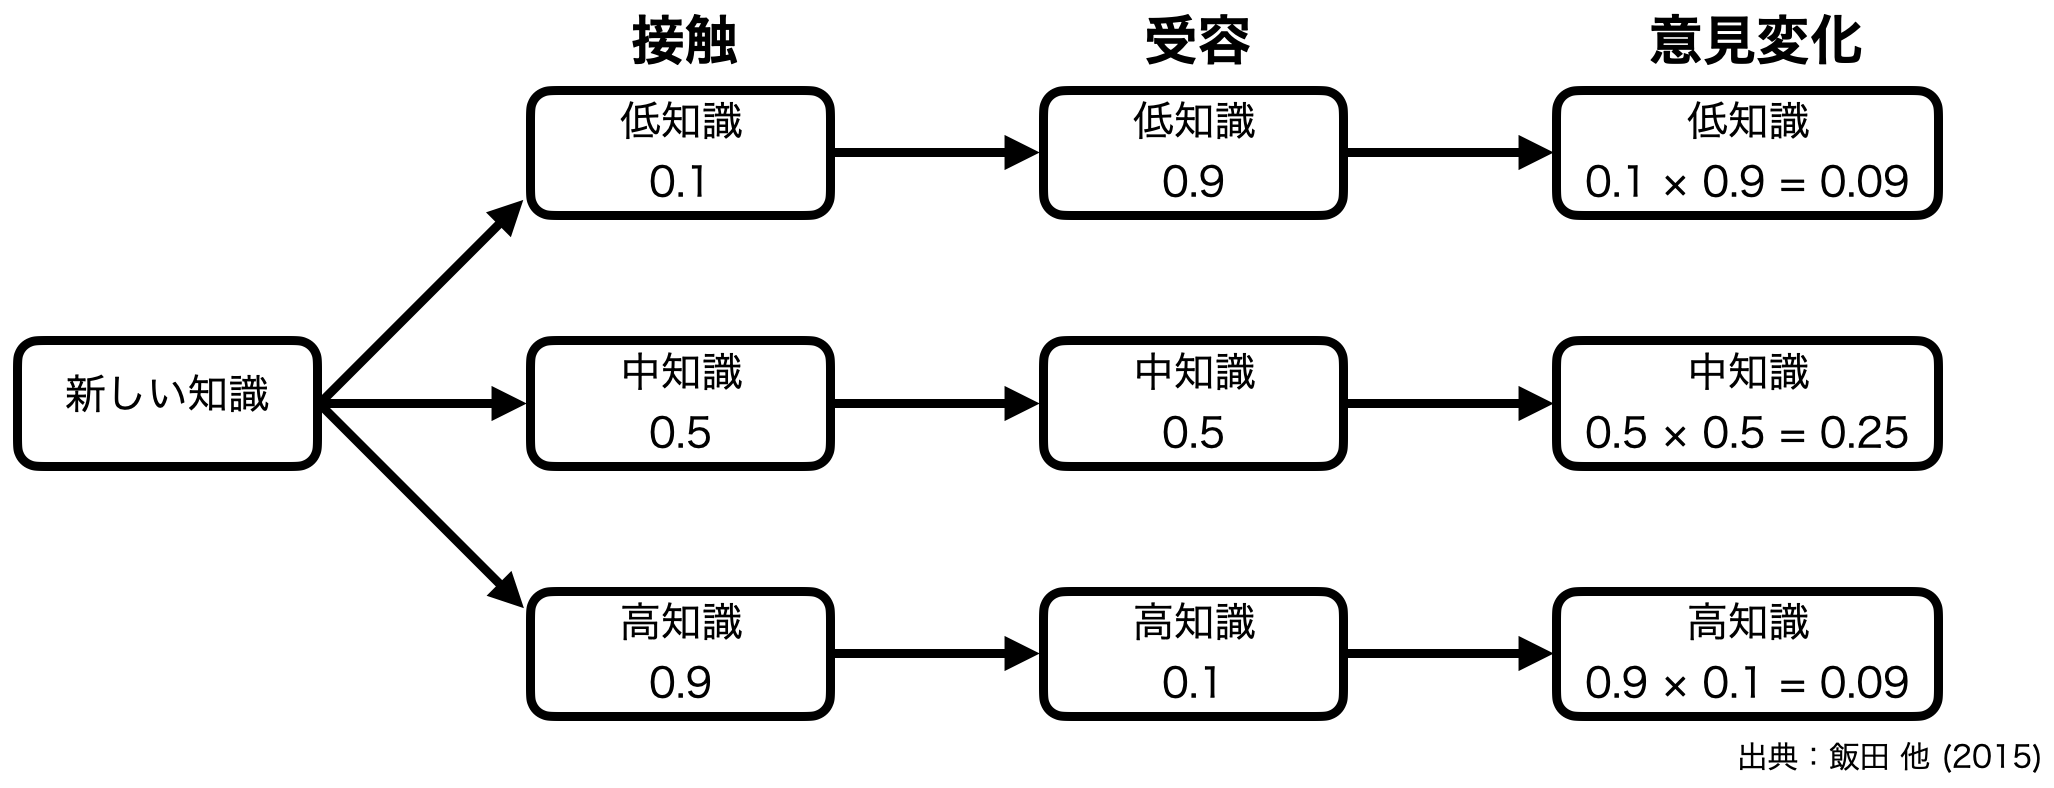 接触
受容
意見変化
低知識
0.1
低知識
0.9
低知識
0.1 × 0.9 = 0.09
新しい知識
中知識
0.5
中知識
0.5
中知識
0.5 × 0.5 = 0.25
高知識
0.9
高知識
0.1
高知識
0.9 × 0.1 = 0.09
出典：飯田 他 (2015)